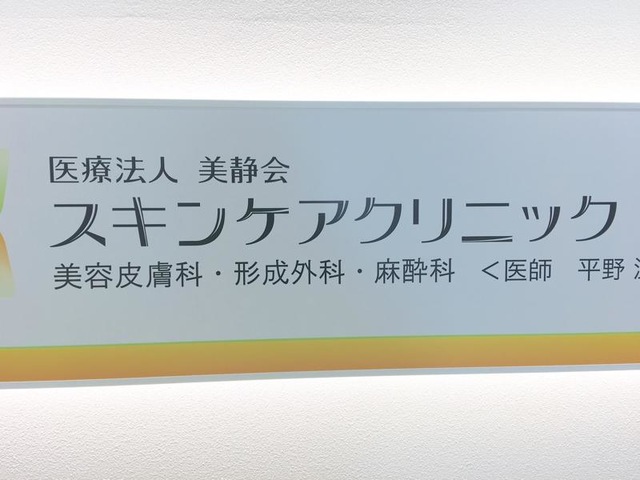 医療法人 美静会
スキンケアクリニック
美容皮膚科・形成外科・麻酔科 <医師 平野